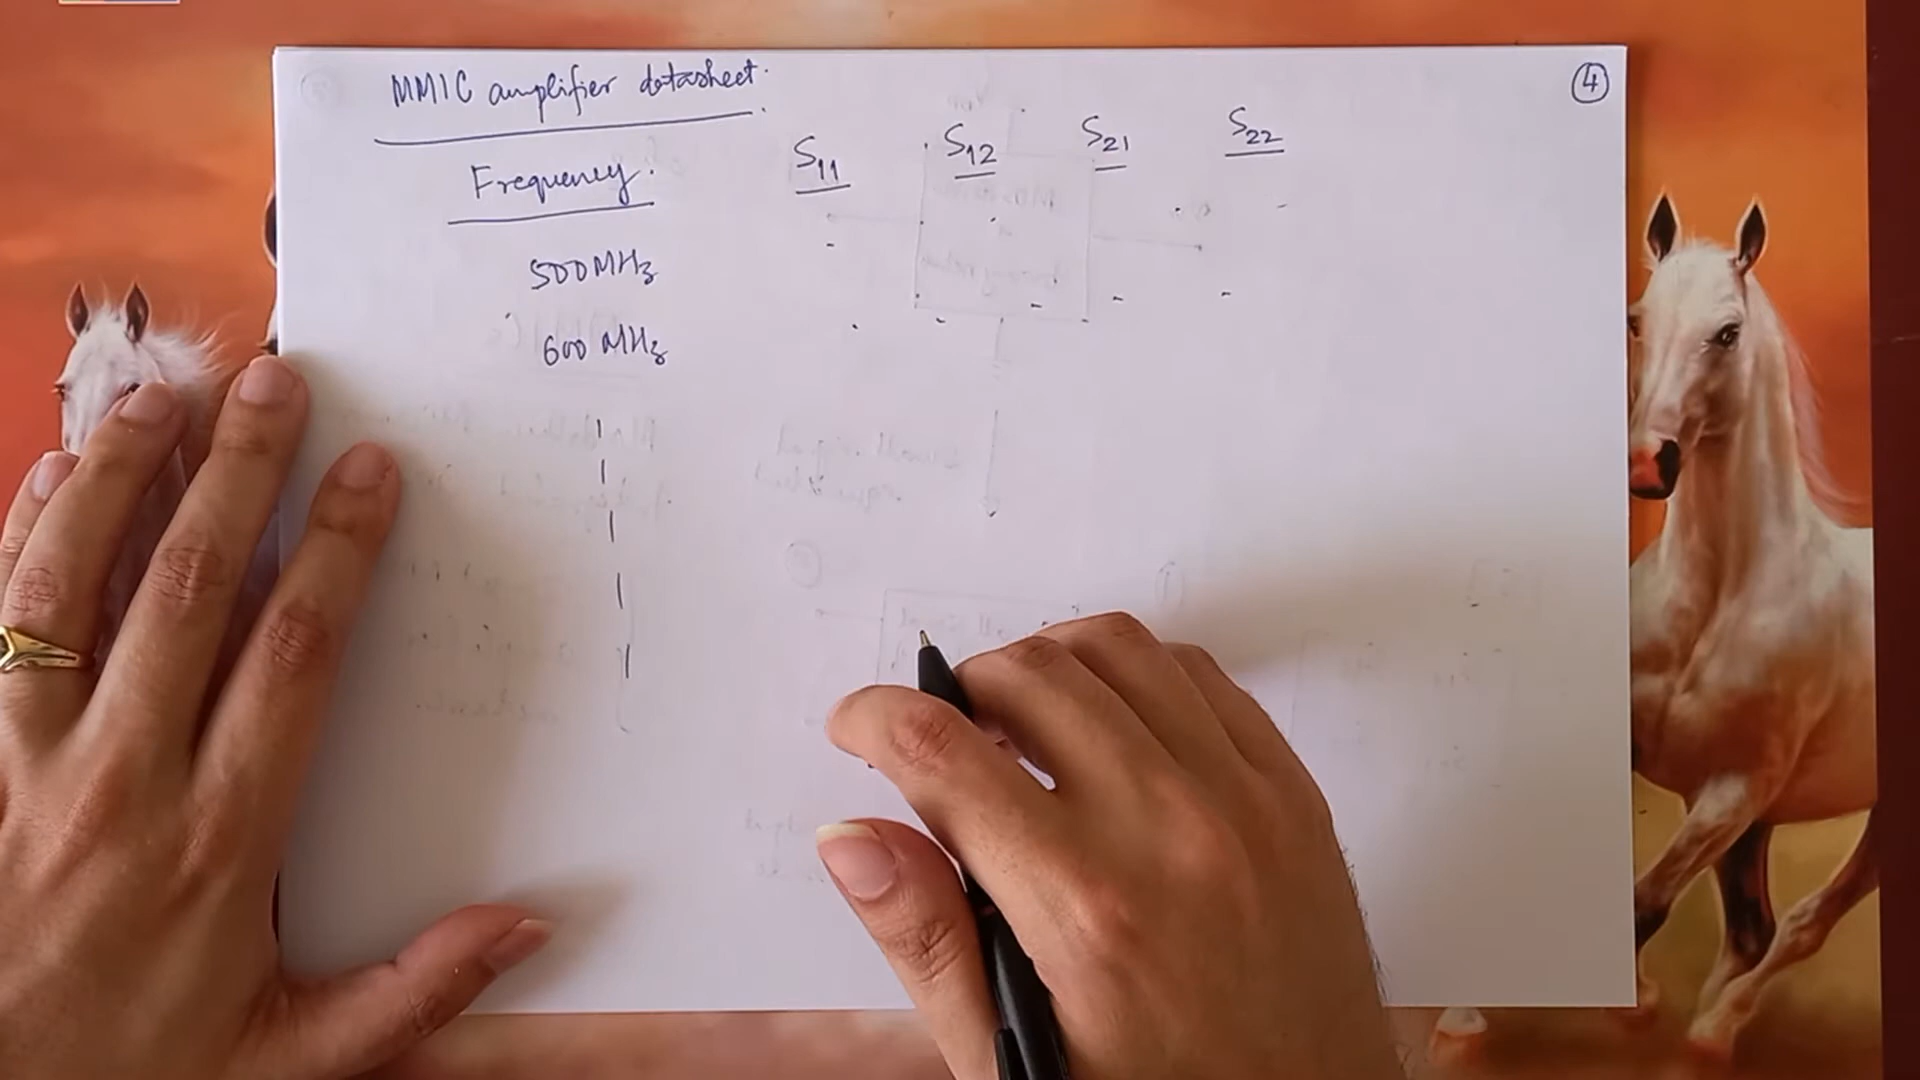 MMIC amplifier datasheet.
④
Frequency. S11 S12 S21 S22
500MHz
600 MHz